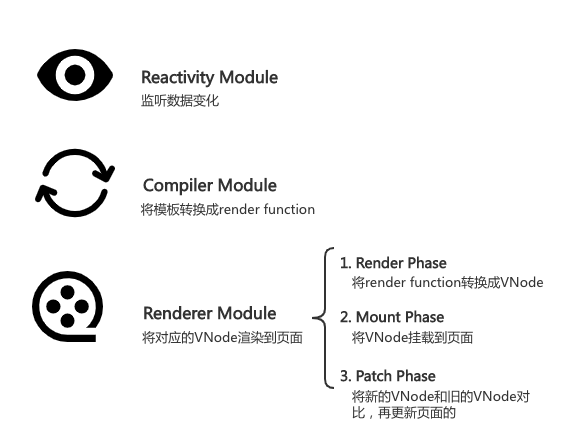 Reactivity Module
监听数据变化
Compiler Module
将模板转换成render function
Renderer Module
将对应的VNode渲染到页面
1. Render Phase
将render function转换成VNode
2. Mount Phase
将VNode挂载到页面
3. Patch Phase
将新的VNode和旧的VNode对
比，再更新页面的